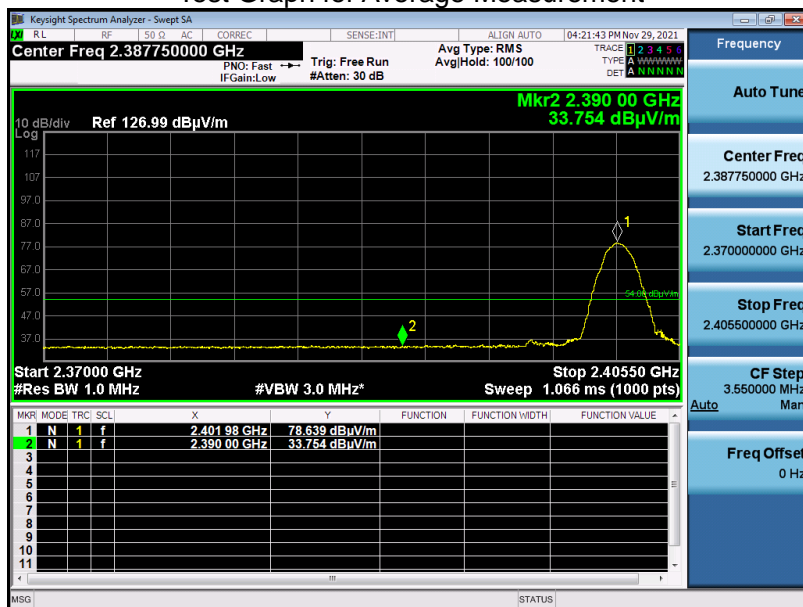 Test Graph for Average Measurement
Keysight Spectrum Analyzer - Swept SA
LXI RL RF 50 Ω AC CORREC SENSE:INT ALIGN AUTO 04:21:43 PM Nov 29, 2021
Center Freq 2.387750000 GHz
PNO: Fast
IFGain:Low
Trig: Free Run
#Atten: 30 dB
Avg Type: RMS
Avg|Hold: 100/100
TRACE 1 2 3 4 5 6
TYPE A WWWWW
DET A N N N N N
Mkr2 2.390 00 GHz
33.754 dBµV/m
10 dB/div Ref 126.99 dBµV/m
Log
117
107
97.0
87.0
77.0
67.0
57.0
47.0
37.0
1
54.00 dBµV/m
2
Start 2.37000 GHz Stop 2.40550 GHz
#Res BW 1.0 MHz #VBW 3.0 MHz* Sweep 1.066 ms (1000 pts)
MKR MODE TRC SCL X Y FUNCTION FUNCTION WIDTH FUNCTION VALUE
1 N 1 f 2.401 98 GHz 78.639 dBµV/m
2 N 1 f 2.390 00 GHz 33.754 dBµV/m
3
4
5
6
7
8
9
10
11
MSG STATUS
Frequency
Auto Tune
Center Freq
2.387750000 GHz
Start Freq
2.370000000 GHz
Stop Freq
2.405500000 GHz
CF Step
3.550000 MHz
Auto Man
Freq Offset
0 Hz